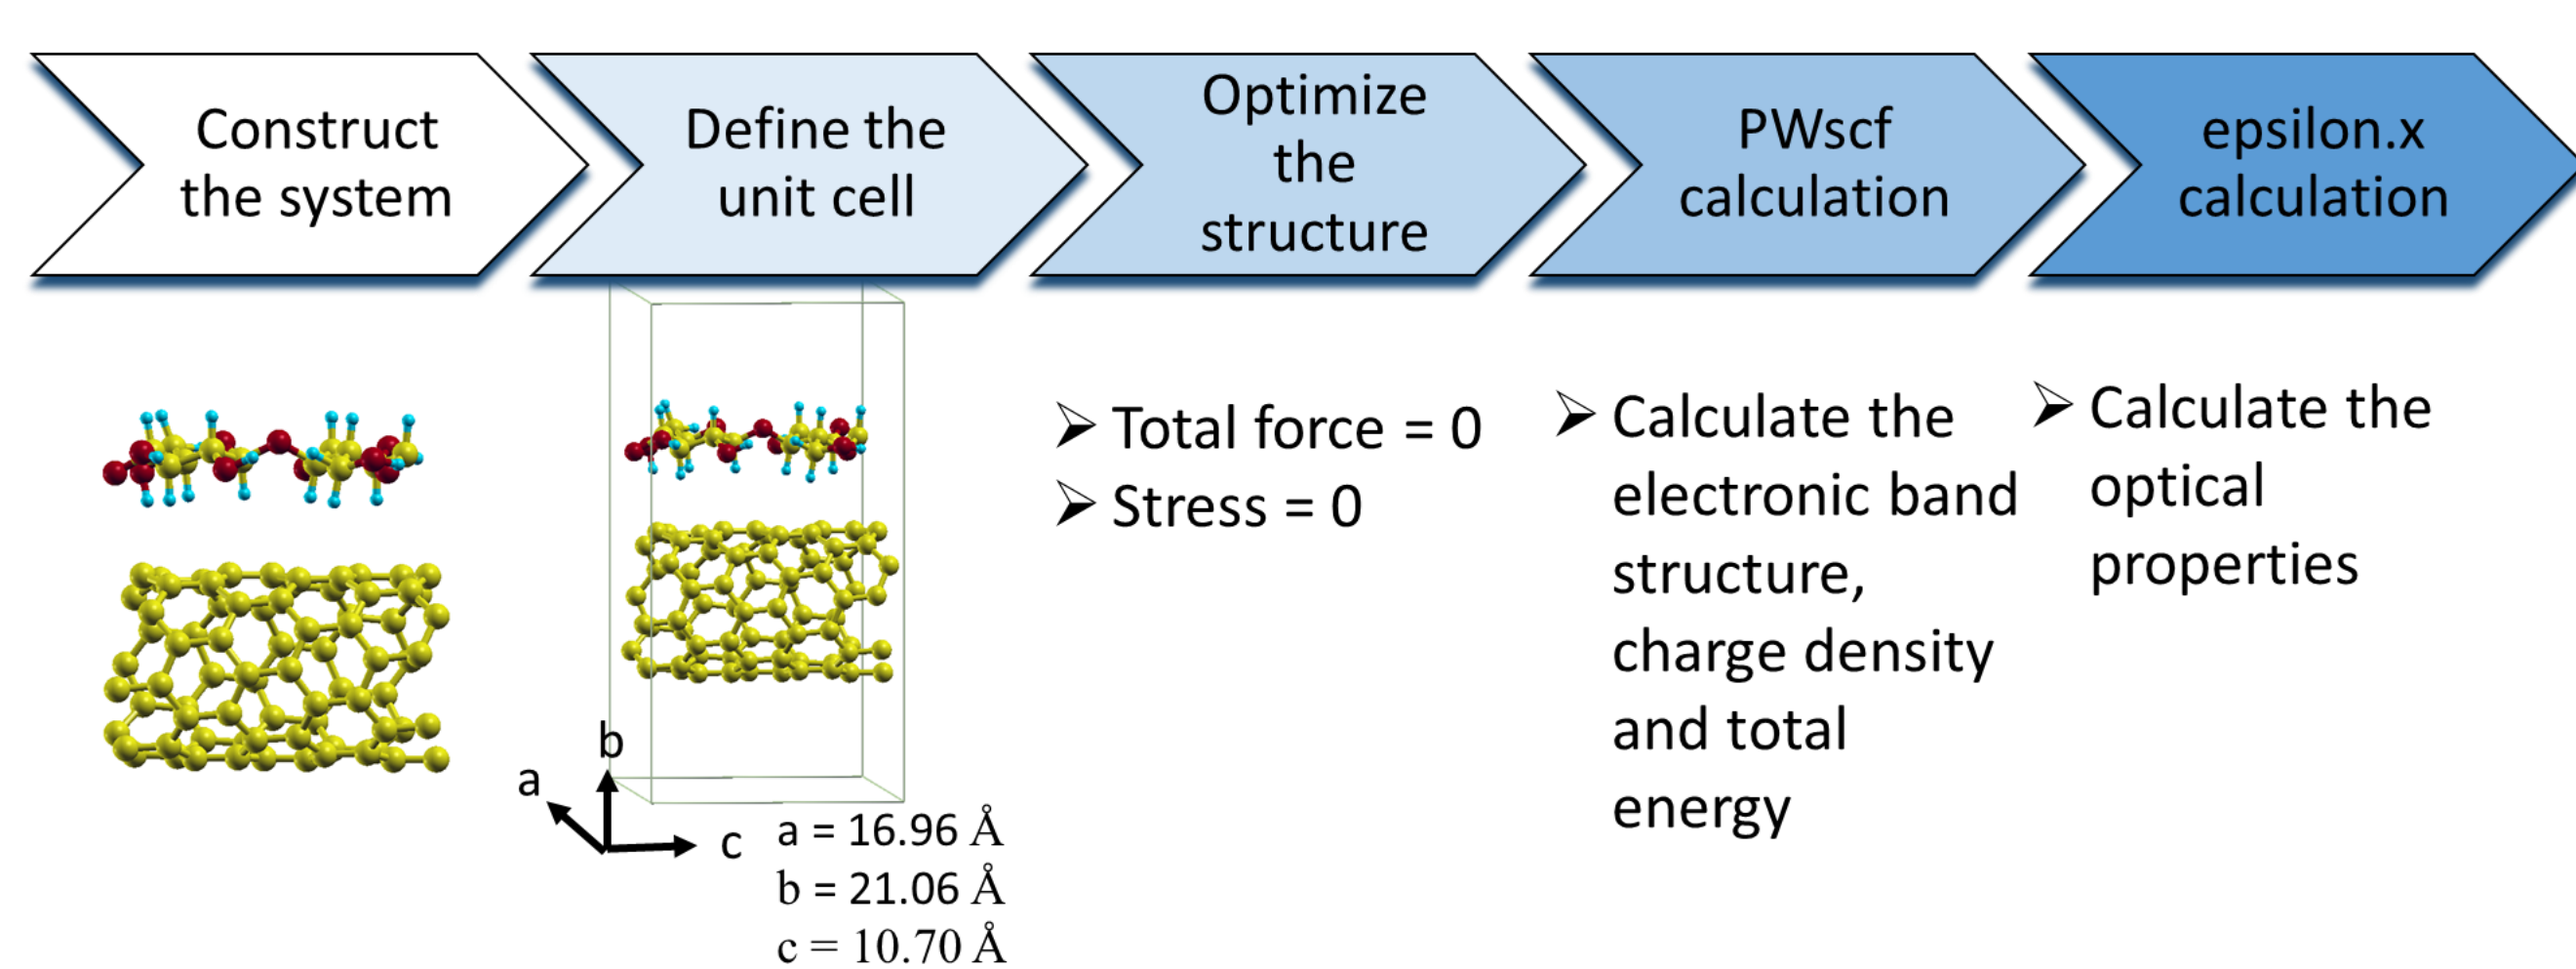 Construct
the system
Define the
unit cell
Optimize
the
structure
PWscf
calculation
epsilon.x
calculation
b
a
c
a = 16.96 Å
b = 21.06 Å
c = 10.70 Å
➢ Total force = 0
➢ Stress = 0
➢ Calculate the
electronic band
structure,
charge density
and total
energy
➢ Calculate the
optical
properties